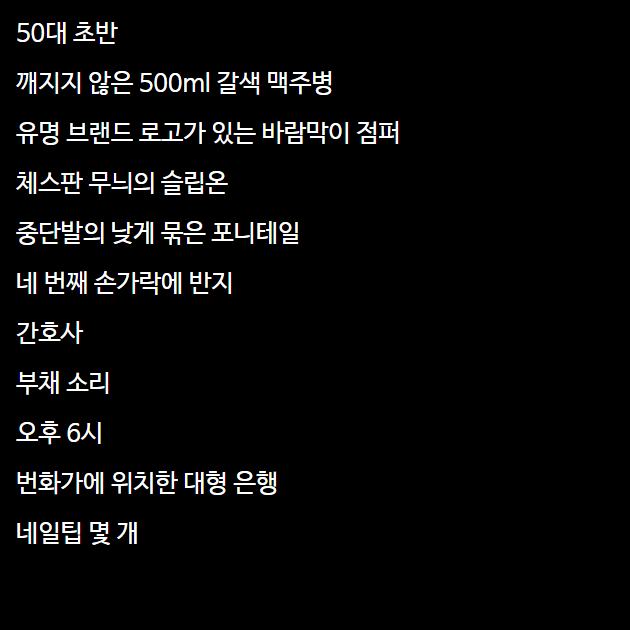 50대 초반
깨지지 않은 500ml 갈색 맥주병
유명 브랜드 로고가 있는 바람막이 점퍼
체스판 무늬의 슬립온
중단발의 낮게 묶은 포니테일
네 번째 손가락에 반지
간호사
부채 소리
오후 6시
번화가에 위치한 대형 은행
네일팁 몇 개